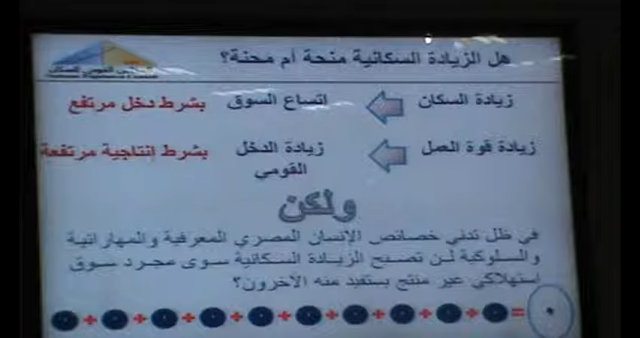 هل الزيادة السكانية منحة أم محنة؟
زيادة السكان اتساع السوق بشرط دخل مرتفع
زيادة قوة العمل زيادة الدخل القومي بشرط إنتاجية مرتفعة
ولكن
في ظل تدني خصائص الإنسان المصري المعرفية والمهاراتية
والسلوكية لن تصبح الزيادة السكانية سوى مجرد سوق
استهلاكي غير منتج يستفيد منه الآخرون؟